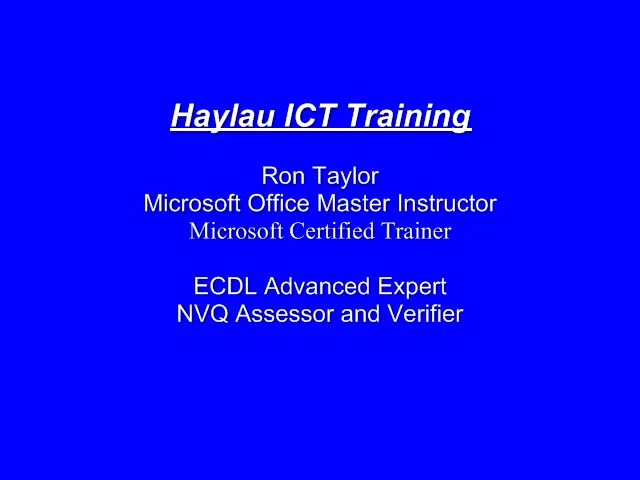 Haylau ICT Training
Ron Taylor
Microsoft Office Master Instructor
Microsoft Certified Trainer
ECDL Advanced Expert
NVQ Assessor and Verifier